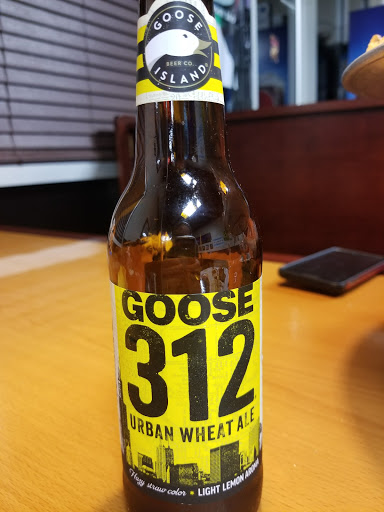 GOOSE
BEER CO.
ISLAND
GOOSE
312
URBAN WHEAT ALE
Hazy straw color • LIGHT LEMON AROMA